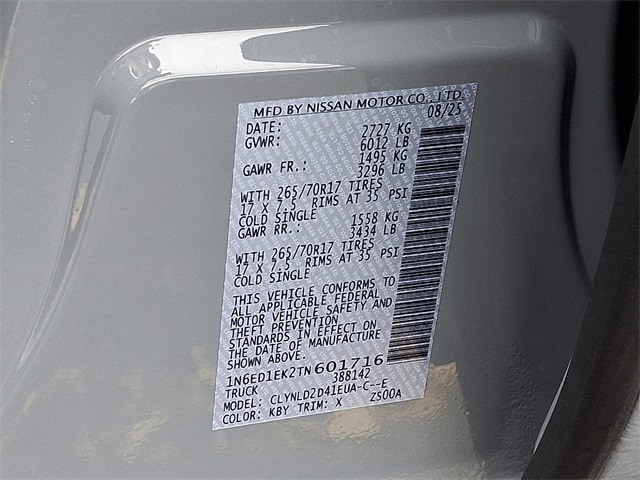 MFD BY NISSAN MOTOR CO., LTD.
DATE: 08/25
GVWR: 2727 KG
6012 LB
GAWR FR.: 1495 KG
3296 LB
WITH 265/70R17 TIRES
17 X 7.5 RIMS AT 35 PSI
COLD SINGLE
GAWR RR.: 1558 KG
3434 LB
WITH 265/70R17 TIRES
17 X 7.5 RIMS AT 35 PSI
COLD SINGLE
THIS VEHICLE CONFORMS TO
ALL APPLICABLE FEDERAL
MOTOR VEHICLE SAFETY AND
THEFT PREVENTION
STANDARDS IN EFFECT ON
THE DATE OF MANUFACTURE
SHOWN ABOVE.
1N6ED1EK2TN601716
TRUCK 388142
MODEL: CLYNLD2D41EUA-C--E
COLOR: KBY TRIM: X Z500A